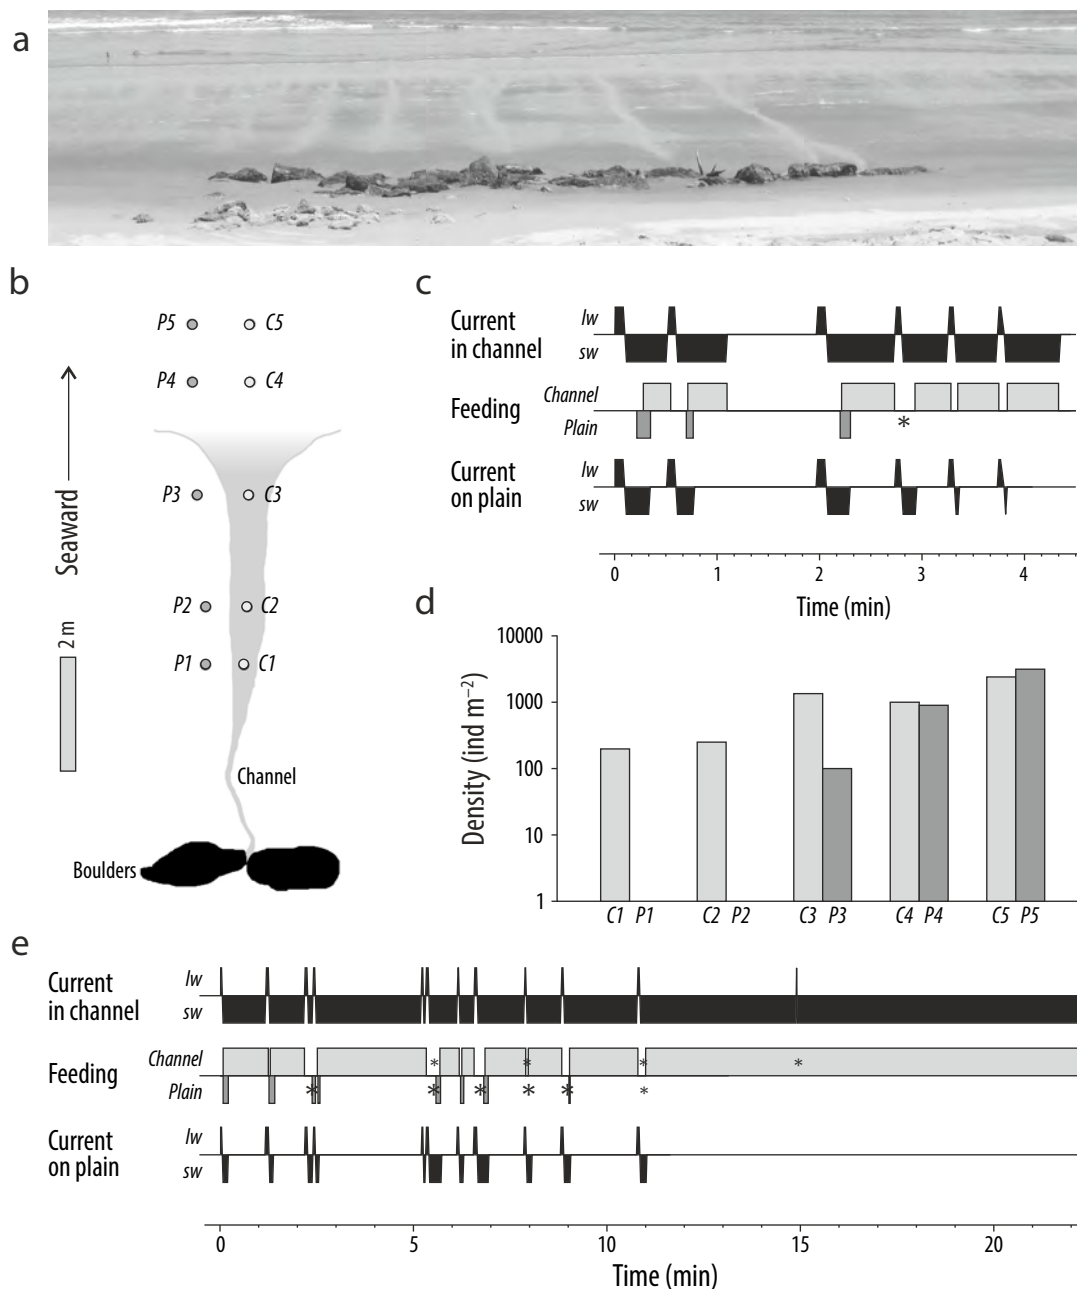 a
b
P5 C5
P4 C4
P3 C3
P2 C2
P1 C1
Seaward
2 m
Channel
Boulders
c
Current
in channel
lw
sw
Feeding
Channel
Plain
*
Current
on plain
lw
sw
0 1 2 3 4
Time (min)
d
Density (ind m⁻²)
10000
1000
100
10
1
C1 P1 C2 P2 C3 P3 C4 P4 C5 P5
e
Current
in channel
lw
sw
Feeding
Channel
* * * *
Plain
* * * * * *
Current
on plain
lw
sw
0 5 10 15 20
Time (min)